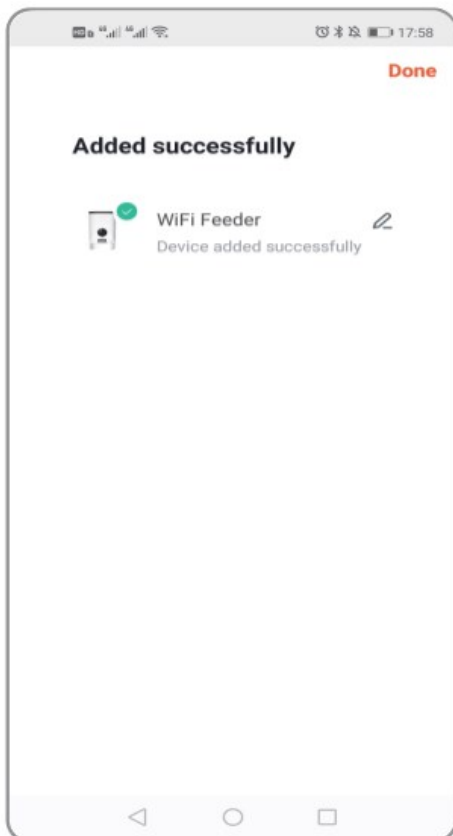 17:58
Done
Added successfully
WiFi Feeder
Device added successfully